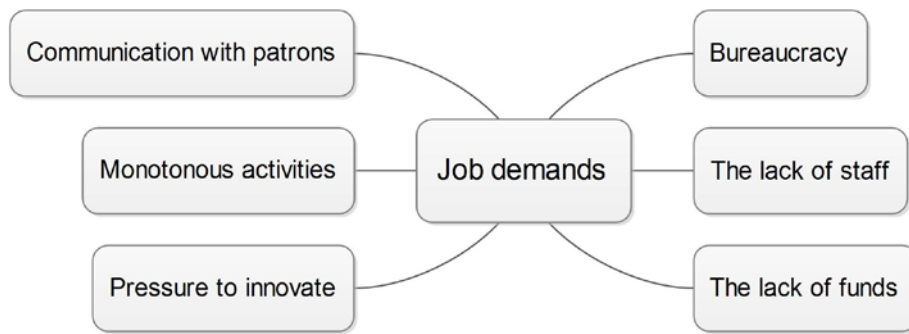 Communication with patrons
Bureaucracy
Monotonous activities
Job demands
The lack of staff
Pressure to innovate
The lack of funds